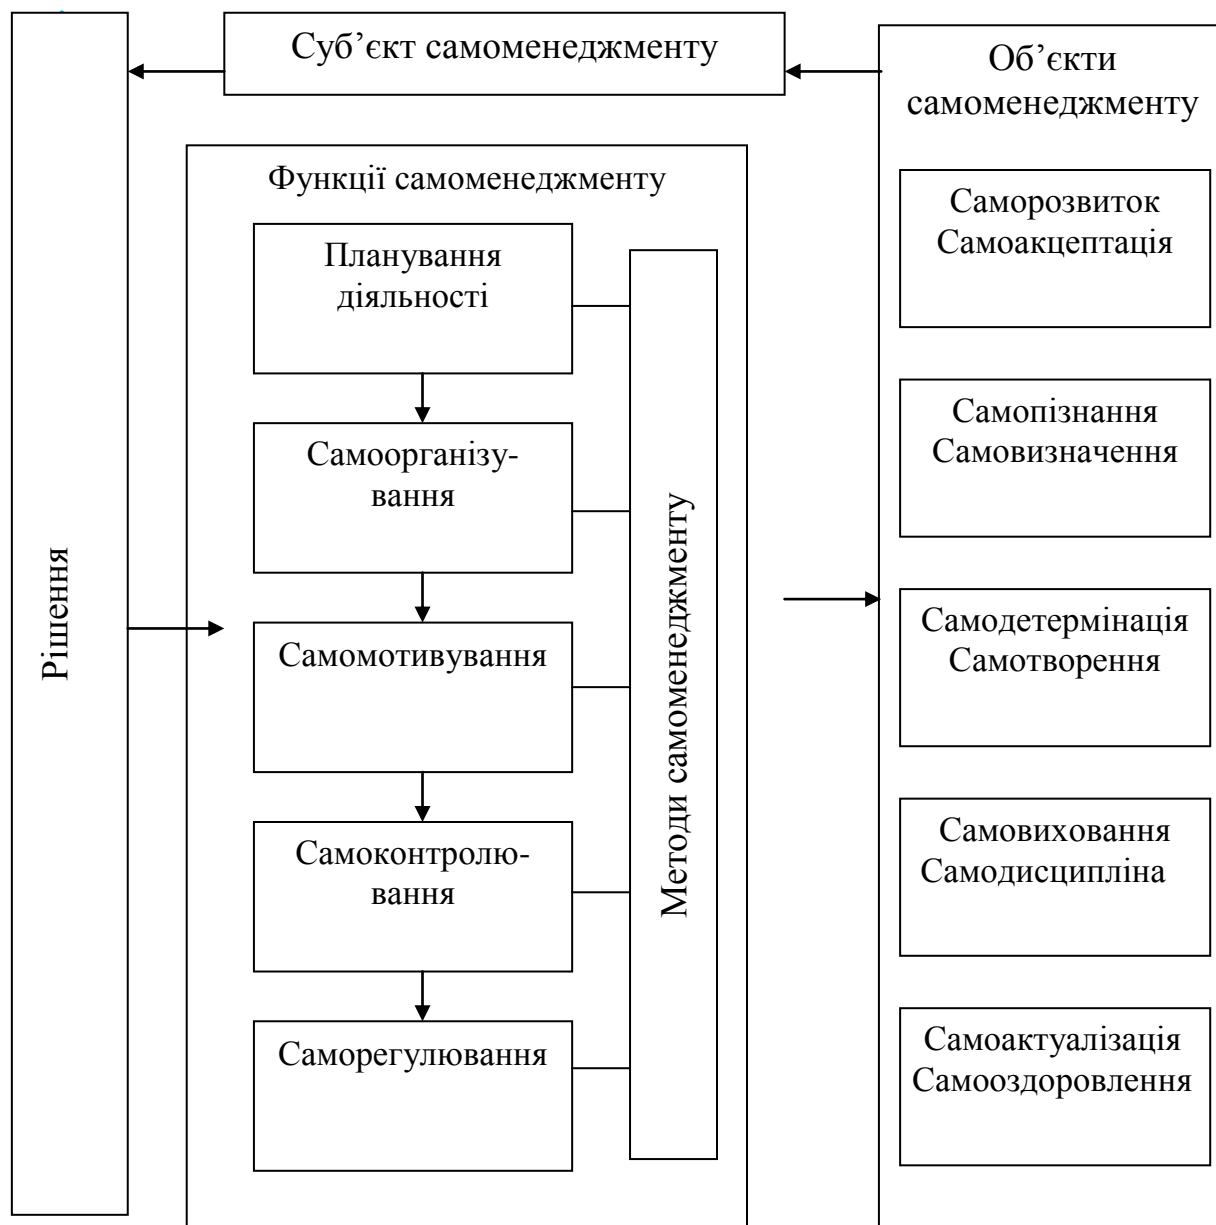 Суб’єкт самоменеджменту
Об’єкти
самоменеджменту
Рішення
Функції самоменеджменту
Планування
діяльності
Самоорганізу-
вання
Самомотивування
Самоконтролю-
вання
Саморегулювання
Методи самоменеджменту
Саморозвиток
Самоакцептація
Самопізнання
Самовизначення
Самодетермінація
Самотворення
Самовиховання
Самодисципліна
Самоактуалізація
Самооздоровлення